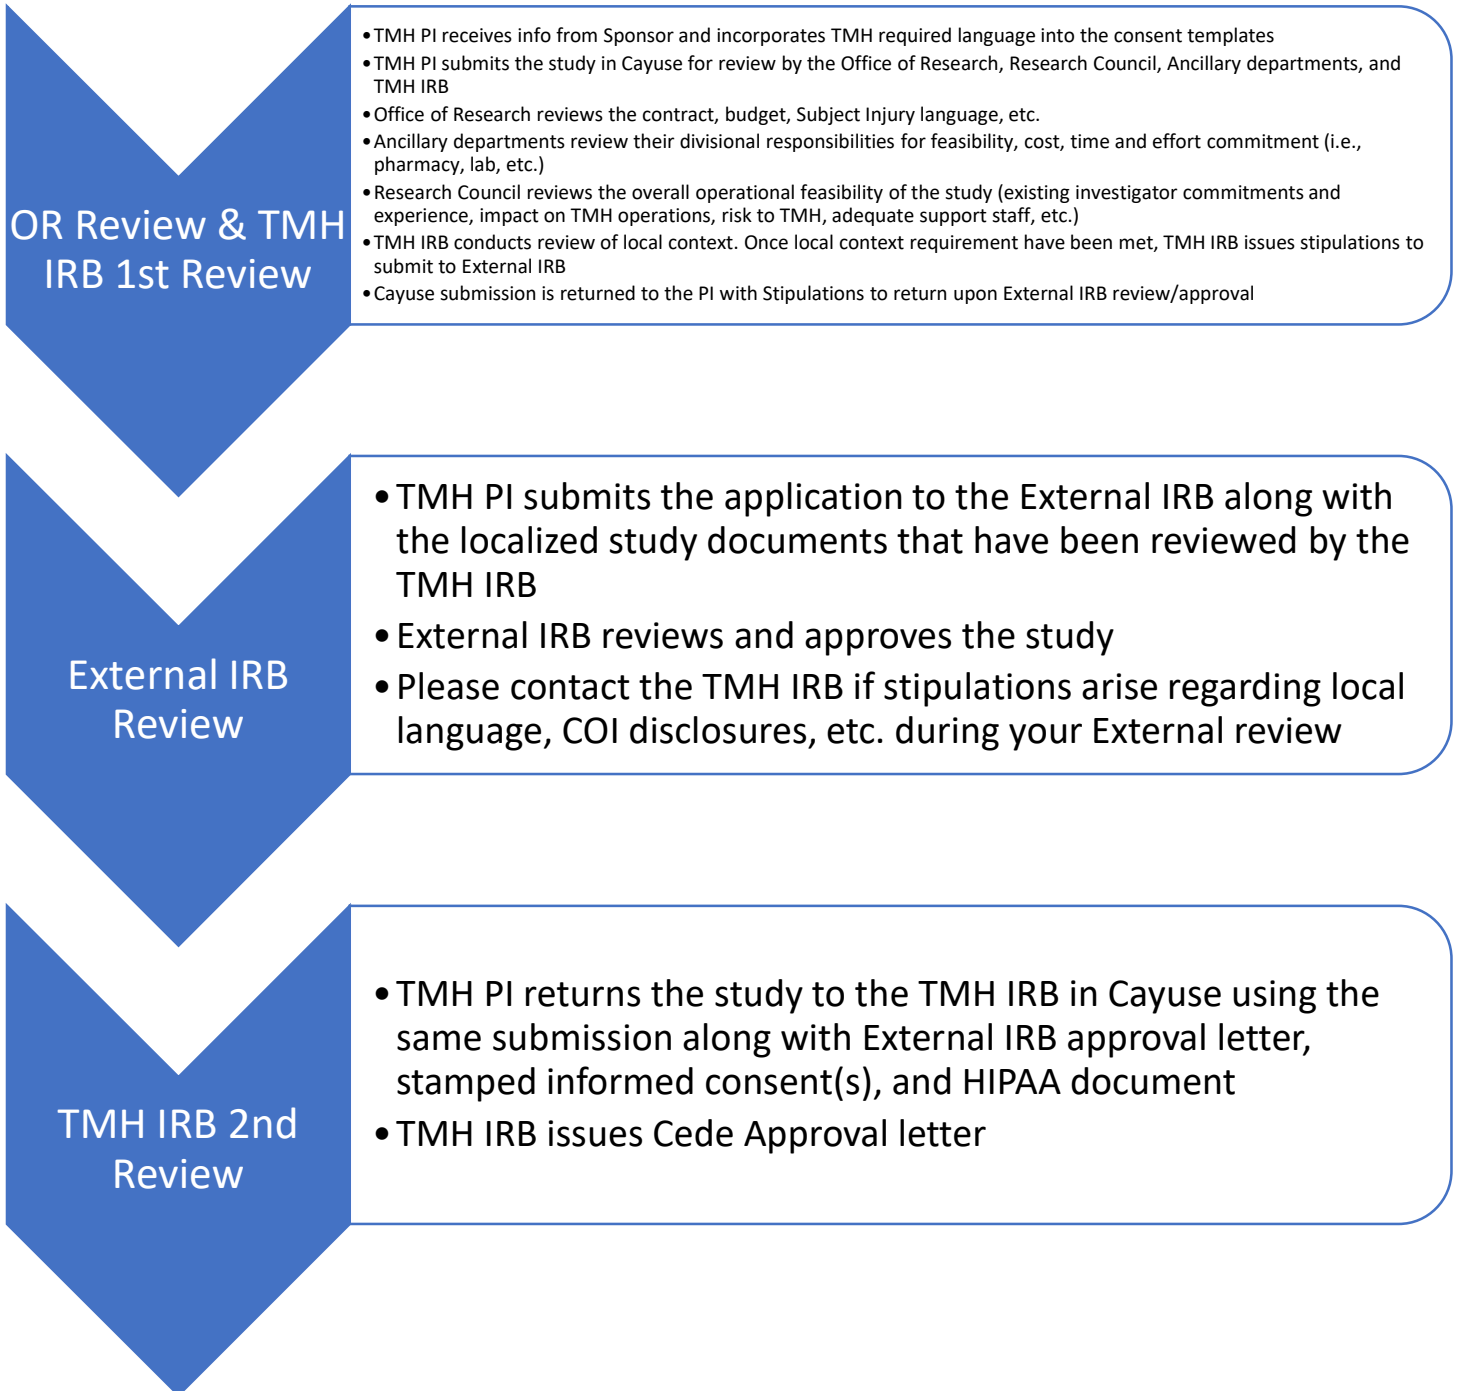 OR Review & TMH
IRB 1st Review
•TMH PI receives info from Sponsor and incorporates TMH required language into the consent templates
•TMH PI submits the study in Cayuse for review by the Office of Research, Research Council, Ancillary departments, and
TMH IRB
•Office of Research reviews the contract, budget, Subject Injury language, etc.
•Ancillary departments review their divisional responsibilities for feasibility, cost, time and effort commitment (i.e.,
pharmacy, lab, etc.)
•Research Council reviews the overall operational feasibility of the study (existing investigator commitments and
experience, impact on TMH operations, risk to TMH, adequate support staff, etc.)
•TMH IRB conducts review of local context. Once local context requirement have been met, TMH IRB issues stipulations to
submit to External IRB
•Cayuse submission is returned to the PI with Stipulations to return upon External IRB review/approval
External IRB
Review
•TMH PI submits the application to the External IRB along with
the localized study documents that have been reviewed by the
TMH IRB
•External IRB reviews and approves the study
•Please contact the TMH IRB if stipulations arise regarding local
language, COI disclosures, etc. during your External review
TMH IRB 2nd
Review
•TMH PI returns the study to the TMH IRB in Cayuse using the
same submission along with External IRB approval letter,
stamped informed consent(s), and HIPAA document
•TMH IRB issues Cede Approval letter